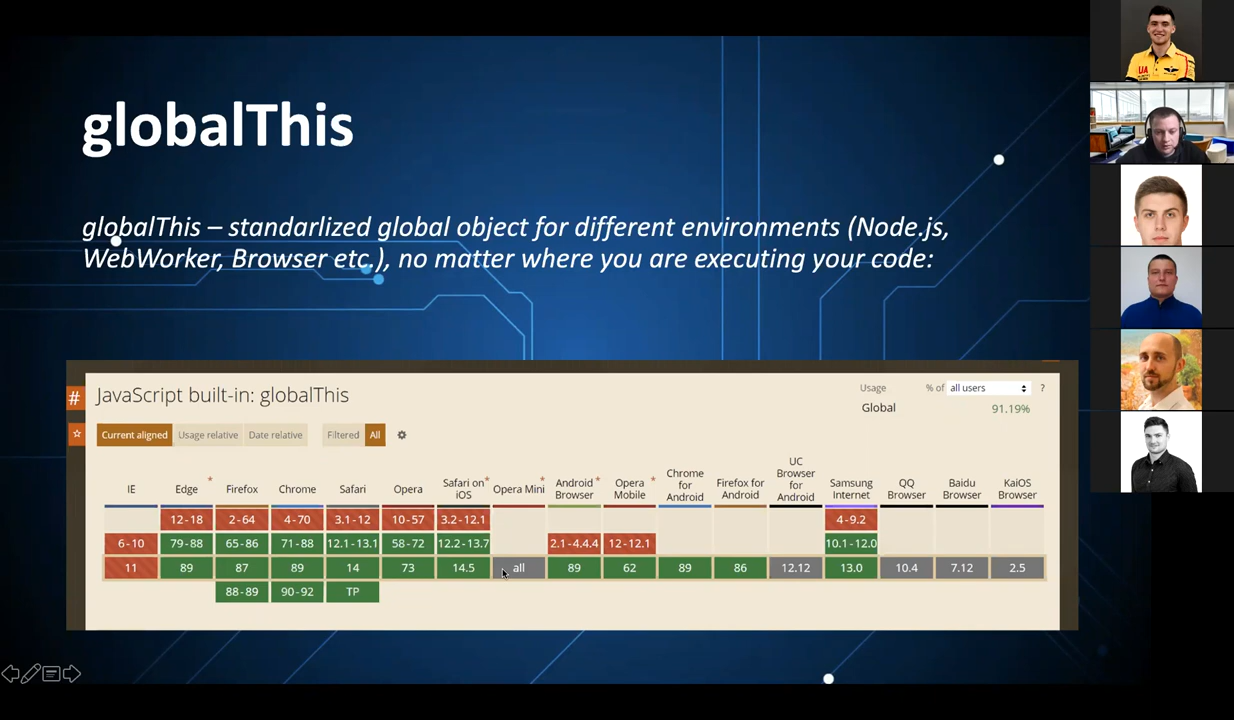 globalThis
globalThis – standarlized global object for different environments (Node.js,
WebWorker, Browser etc.), no matter where you are executing your code:
# JavaScript built-in: globalThis
Usage % of all users ?
Global 91.19%
Current aligned Usage relative Date relative Filtered All
IE Edge * Firefox Chrome Safari Opera Safari on iOS * Opera Mini * Android Browser * Opera Mobile * Chrome for Android Firefox for Android UC Browser for Android Samsung Internet QQ Browser Baidu Browser KaiOS Browser
12-18 2-64 4-70 3.1-12 10-57 3.2-12.1 4-9.2
6-10 79-88 65-86 71-88 12.1-13.1 58-72 12.2-13.7 2.1-4.4.4 12-12.1 10.1-12.0
11 89 87 89 14 73 14.5 all 89 62 89 86 12.12 13.0 10.4 7.12 2.5
88-89 90-92 TP
UA